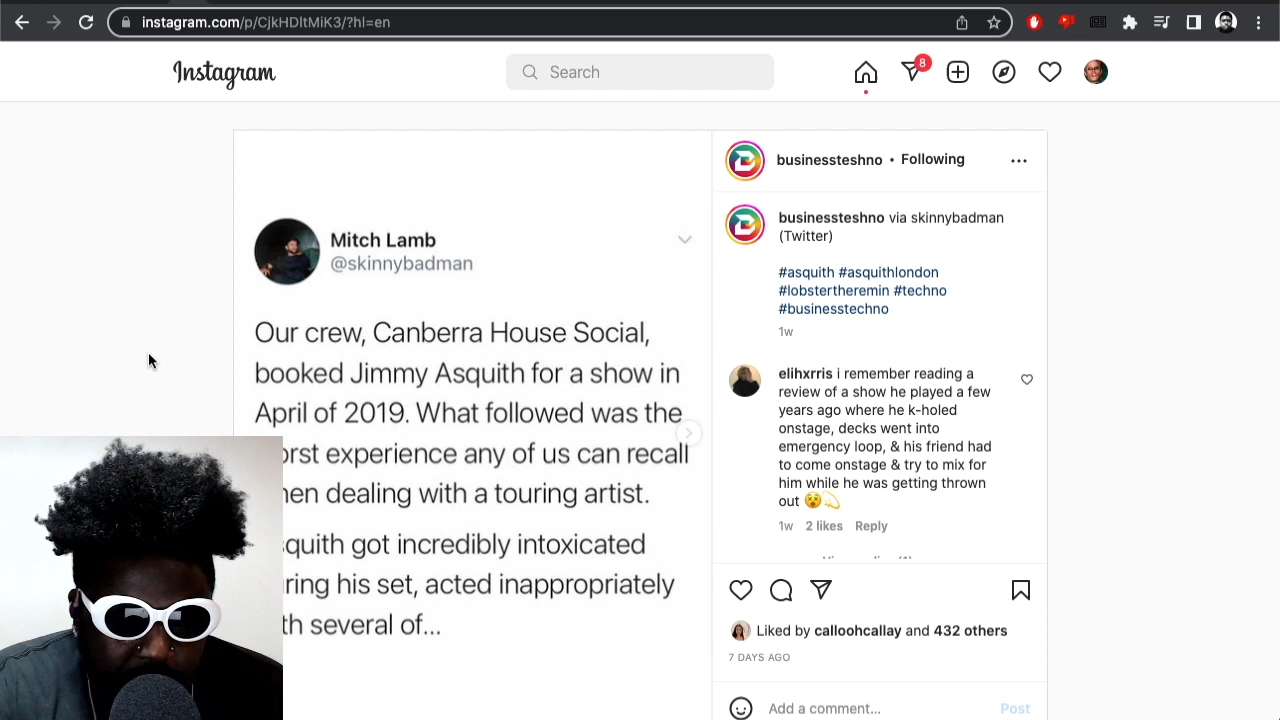 instagram.com/p/CjkHDltMiK3/?hl=en
Instagram
Search
8
Mitch Lamb
@skinnybadman
Our crew, Canberra House Social,
booked Jimmy Asquith for a show in
April of 2019. What followed was the
orst experience any of us can recall
en dealing with a touring artist.
squith got incredibly intoxicated
ring his set, acted inappropriately
th several of...
businessteshno • Following
businessteshno via skinnybadman
(Twitter)
#asquith #asquithlondon
#lobstertheremin #techno
#businesstechno
1w
elihxrris i remember reading a
review of a show he played a few
years ago where he k-holed
onstage, decks went into
emergency loop, & his friend had
to come onstage & try to mix for
him while he was getting thrown
out 😵💫
1w 2 likes Reply
Liked by calloohcallay and 432 others
7 DAYS AGO
Add a comment...
Post